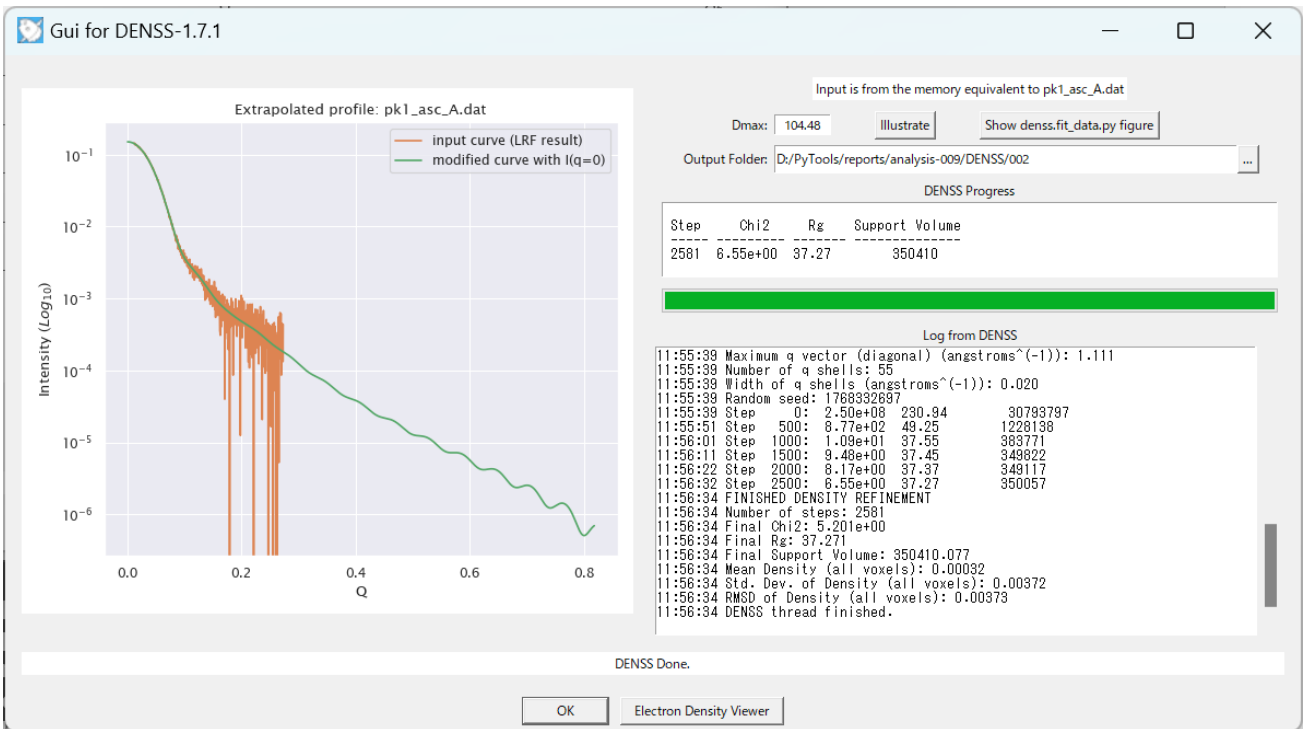 Gui for DENSS-1.7.1
Extrapolated profile: pk1_asc_A.dat
input curve (LRF result)
modified curve with I(q=0)
Intensity (Log₁₀)
10⁻¹
10⁻²
10⁻³
10⁻⁴
10⁻⁵
10⁻⁶
0.0 0.2 0.4 0.6 0.8
Q
Input is from the memory equivalent to pk1_asc_A.dat
Dmax: 104.48 Illustrate Show denss.fit_data.py figure
Output Folder: D:/PyTools/reports/analysis-009/DENSS/002 ...
DENSS Progress
Step Chi2 Rg Support Volume
----- --------- ------- ---------------
2581 6.55e+00 37.27 350410
Log from DENSS
11:55:39 Maximum q vector (diagonal) (angstroms^(-1)): 1.111
11:55:39 Number of q shells: 55
11:55:39 Width of q shells (angstroms^(-1)): 0.020
11:55:39 Random seed: 1768332697
11:55:39 Step 0: 2.50e+08 230.94 30793797
11:55:51 Step 500: 8.77e+02 49.25 1228138
11:56:01 Step 1000: 1.09e+01 37.55 383771
11:56:11 Step 1500: 9.48e+00 37.45 349822
11:56:22 Step 2000: 8.17e+00 37.37 349117
11:56:32 Step 2500: 6.55e+00 37.27 350057
11:56:34 FINISHED DENSITY REFINEMENT
11:56:34 Number of steps: 2581
11:56:34 Final Chi2: 5.201e+00
11:56:34 Final Rg: 37.271
11:56:34 Final Support Volume: 350410.077
11:56:34 Mean Density (all voxels): 0.00032
11:56:34 Std. Dev. of Density (all voxels): 0.00372
11:56:34 RMSD of Density (all voxels): 0.00373
11:56:34 DENSS thread finished.
DENSS Done.
OK Electron Density Viewer